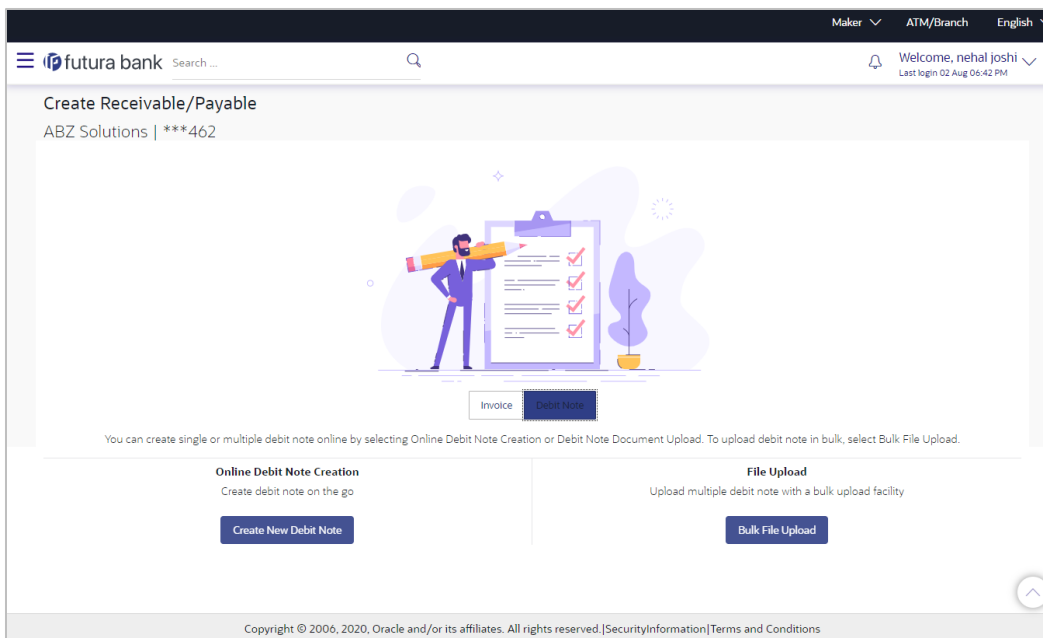 Maker ATM/Branch English
futura bank Search ... Welcome, nehal joshi
Last login 02 Aug 06:42 PM
Create Receivable/Payable
ABZ Solutions | ***462
Invoice Debit Note
You can create single or multiple debit note online by selecting Online Debit Note Creation or Debit Note Document Upload. To upload debit note in bulk, select Bulk File Upload.
Online Debit Note Creation File Upload
Create debit note on the go Upload multiple debit note with a bulk upload facility
Create New Debit Note Bulk File Upload
Copyright © 2006, 2020, Oracle and/or its affiliates. All rights reserved.|SecurityInformation|Terms and Conditions